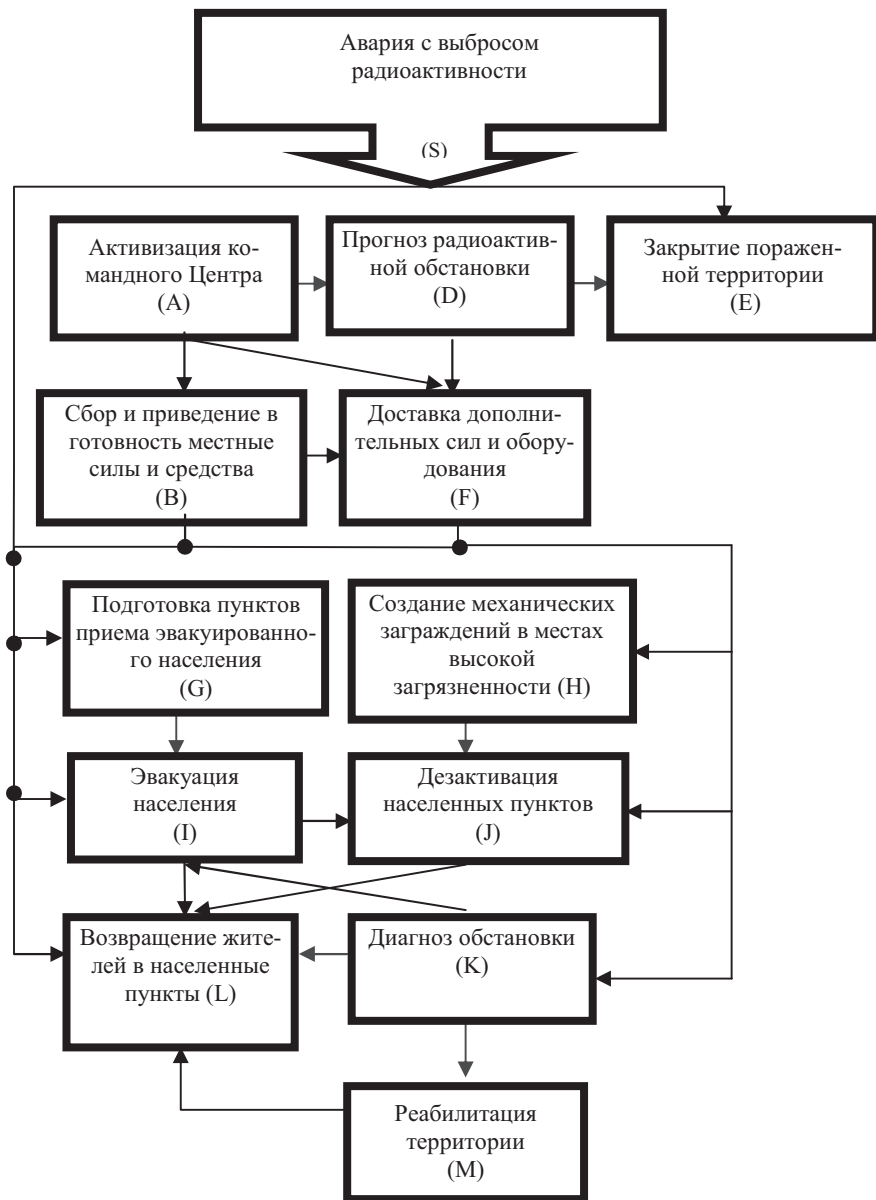 Авария с выбросом
радиоактивности
(S)
Активизация ко-
мандного Центра
(A)
Прогноз радиоактив-
ной обстановки
(D)
Закрытие поражен-
ной территории
(E)
Сбор и приведение в
готовность местные
силы и средства
(B)
Доставка дополни-
тельных сил и обору-
дования
(F)
Подготовка пунктов
приема эвакуированно-
го населения
(G)
Создание механических
заграждений в местах
высокой
загрязненности (H)
Эвакуация
населения
(I)
Дезактивация
населенных пунктов
(J)
Возвращение жите-
лей в населенные
пункты (L)
Диагноз обстановки
(K)
Реабилитация
территории
(M)